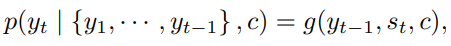 p(y_t | {y_1, ⋯ , y_{t−1}} , c) = g(y_{t−1}, s_t, c),